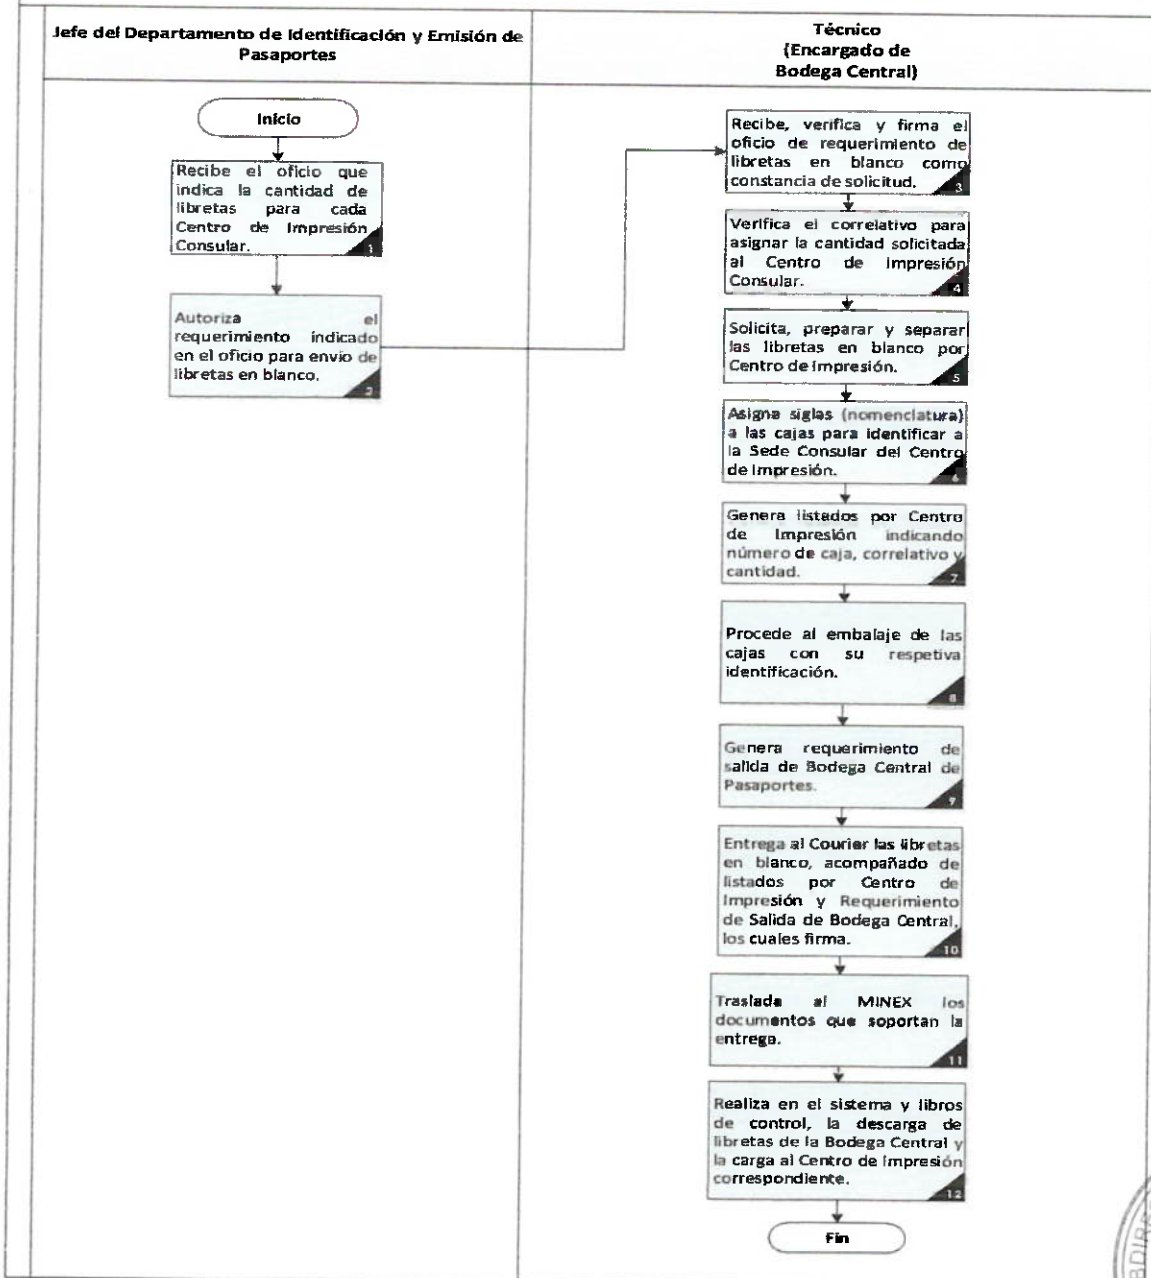 Jefe del Departamento de Identificación y Emisión de
Pasaportes
Técnico
(Encargado de
Bodega Central)
Inicio
Recibe el oficio que
indica la cantidad de
libretas para cada
Centro de Impresión
Consular.
1
Autoriza el
requerimiento indicado
en el oficio para envío de
libretas en blanco.
2
Recibe, verifica y firma el
oficio de requerimiento de
libretas en blanco como
constancia de solicitud.
3
Verifica el correlativo para
asignar la cantidad solicitada
al Centro de Impresión
Consular.
4
Solicita, preparar y separar
las libretas en blanco por
Centro de Impresión.
5
Asigna siglas (nomenclatura)
a las cajas para identificar a
la Sede Consular del Centro
de Impresión.
6
Genera listados por Centro
de Impresión indicando
número de caja, correlativo y
cantidad.
7
Procede al embalaje de las
cajas con su respetiva
identificación.
8
Genera requerimiento de
salida de Bodega Central de
Pasaportes.
9
Entrega al Courier las libretas
en blanco, acompañado de
listados por Centro de
Impresión y Requerimiento
de Salida de Bodega Central,
los cuales firma.
10
Traslada al MINEX los
documentos que soportan la
entrega.
11
Realiza en el sistema y libros
de control, la descarga de
libretas de la Bodega Central y
la carga al Centro de Impresión
correspondiente.
12
Fin